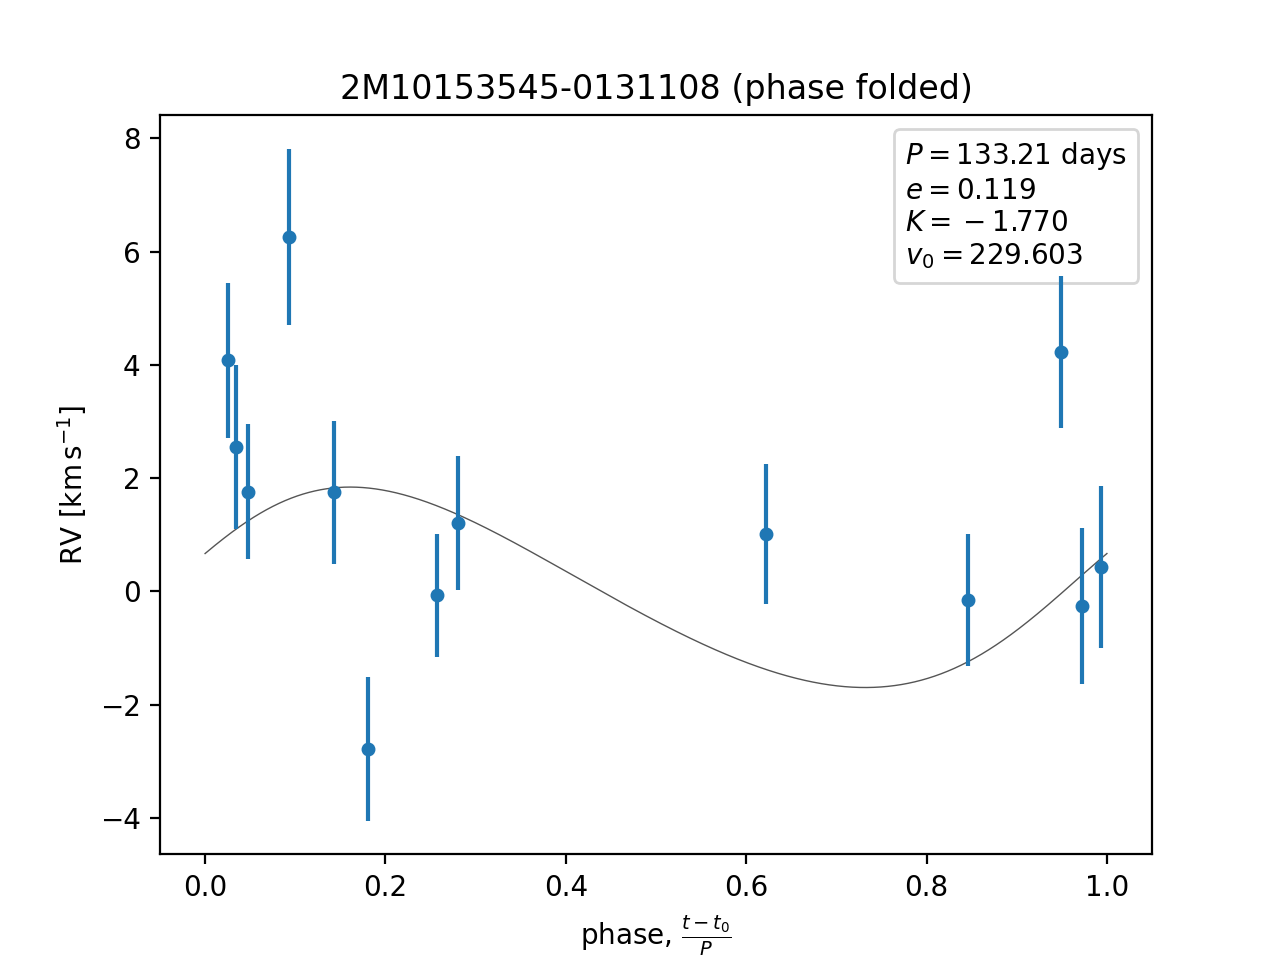 2M10153545-0131108 (phase folded)
P = 133.21 days
e = 0.119
K = −1.770
v₀ = 229.603
RV [km s⁻¹]
8
6
4
2
0
−2
−4
0.0 0.2 0.4 0.6 0.8 1.0
phase, (t − t₀)/P